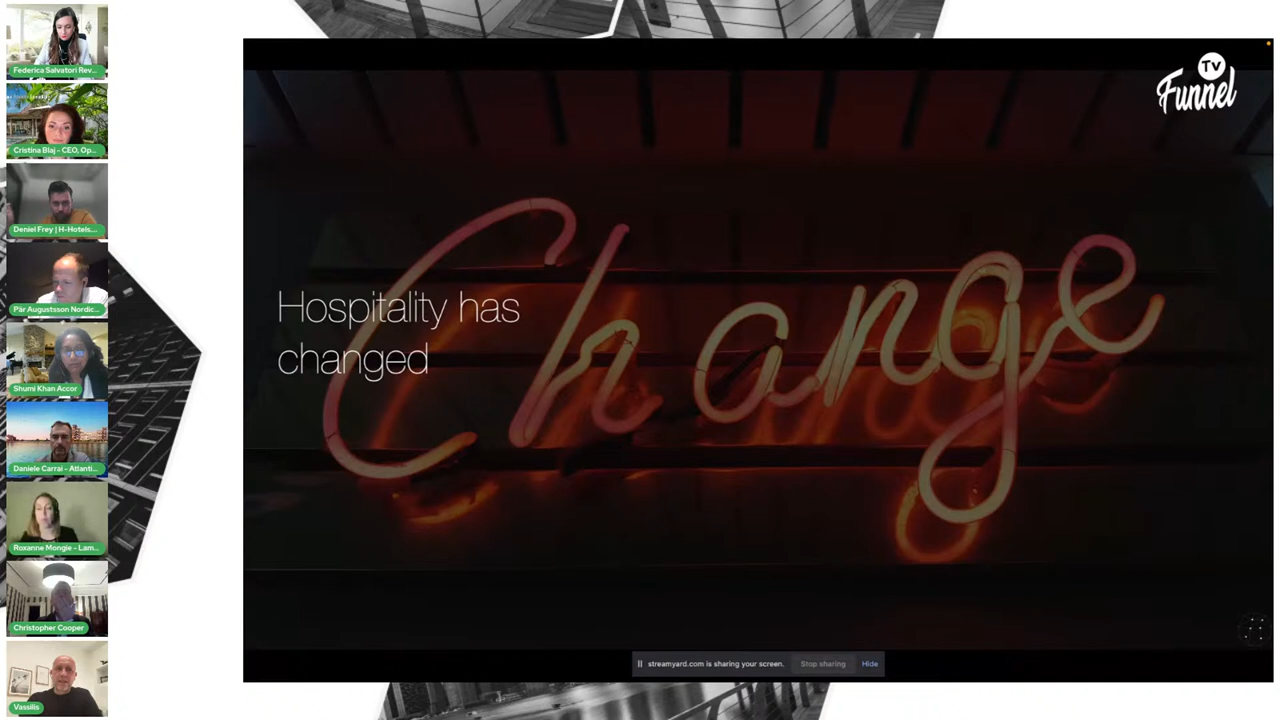 Federica Salvatori Rev...
Cristina Blaj - CEO, Op...
Deniel Frey | H-Hotels....
Pär Augustsson Nordic...
Shumi Khan Accor
Daniele Carrai - Atlanti...
Roxanne Mongie - Lam...
Christopher Cooper
Vassilis
TV
Funnel
Change
Hospitality has
changed
streamyard.com is sharing your screen.
Stop sharing
Hide